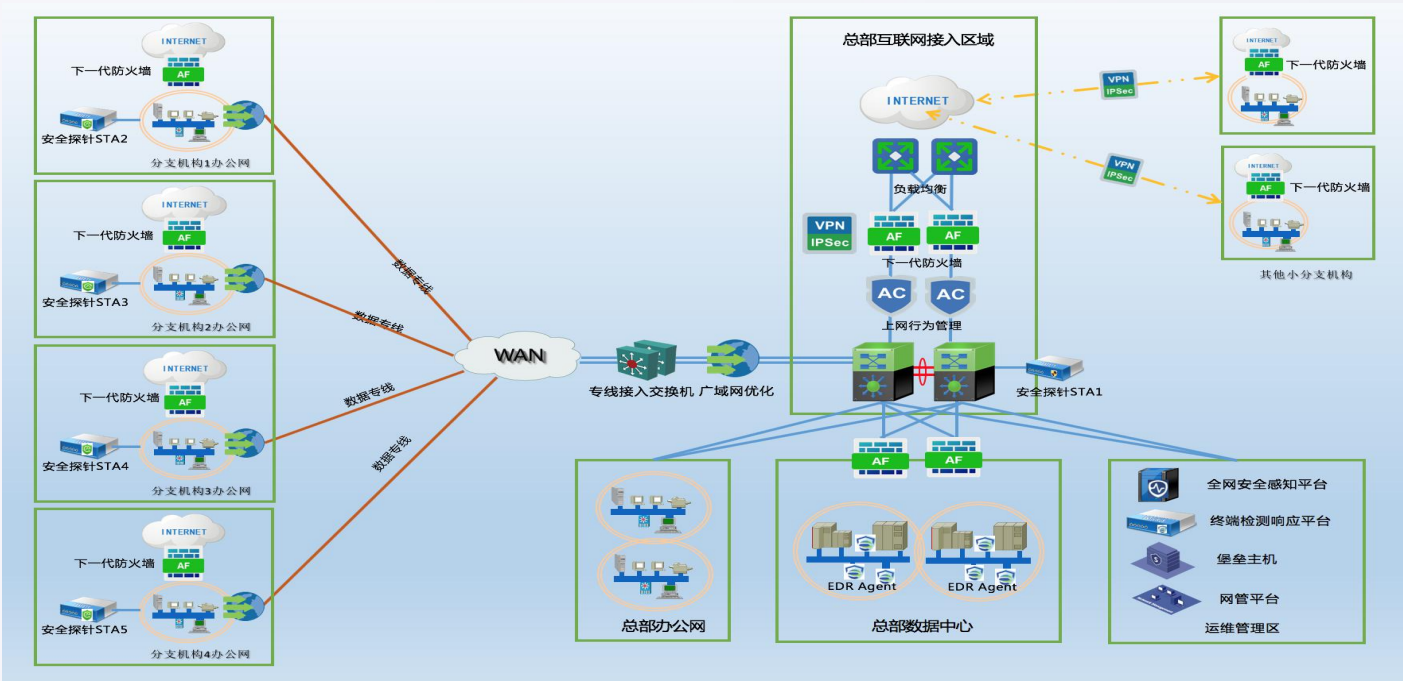 INTERNET
下一代防火墙
AF
安全探针STA2
分支机构1办公网
INTERNET
下一代防火墙
AF
安全探针STA3
分支机构2办公网
INTERNET
下一代防火墙
AF
安全探针STA4
分支机构3办公网
INTERNET
下一代防火墙
AF
安全探针STA5
分支机构4办公网
数据专线
数据专线
数据专线
数据专线
WAN
专线接入交换机
广域网优化
总部互联网接入区域
INTERNET
负载均衡
VPN
IPSec
AF
AF
下一代防火墙
AC
AC
上网行为管理
安全探针STA1
VPN
IPSec
VPN
IPSec
INTERNET
AF
下一代防火墙
INTERNET
AF
下一代防火墙
其他小分支机构
总部办公网
AF
AF
EDR Agent
EDR Agent
总部数据中心
全网安全感知平台
终端检测响应平台
堡垒主机
网管平台
运维管理区